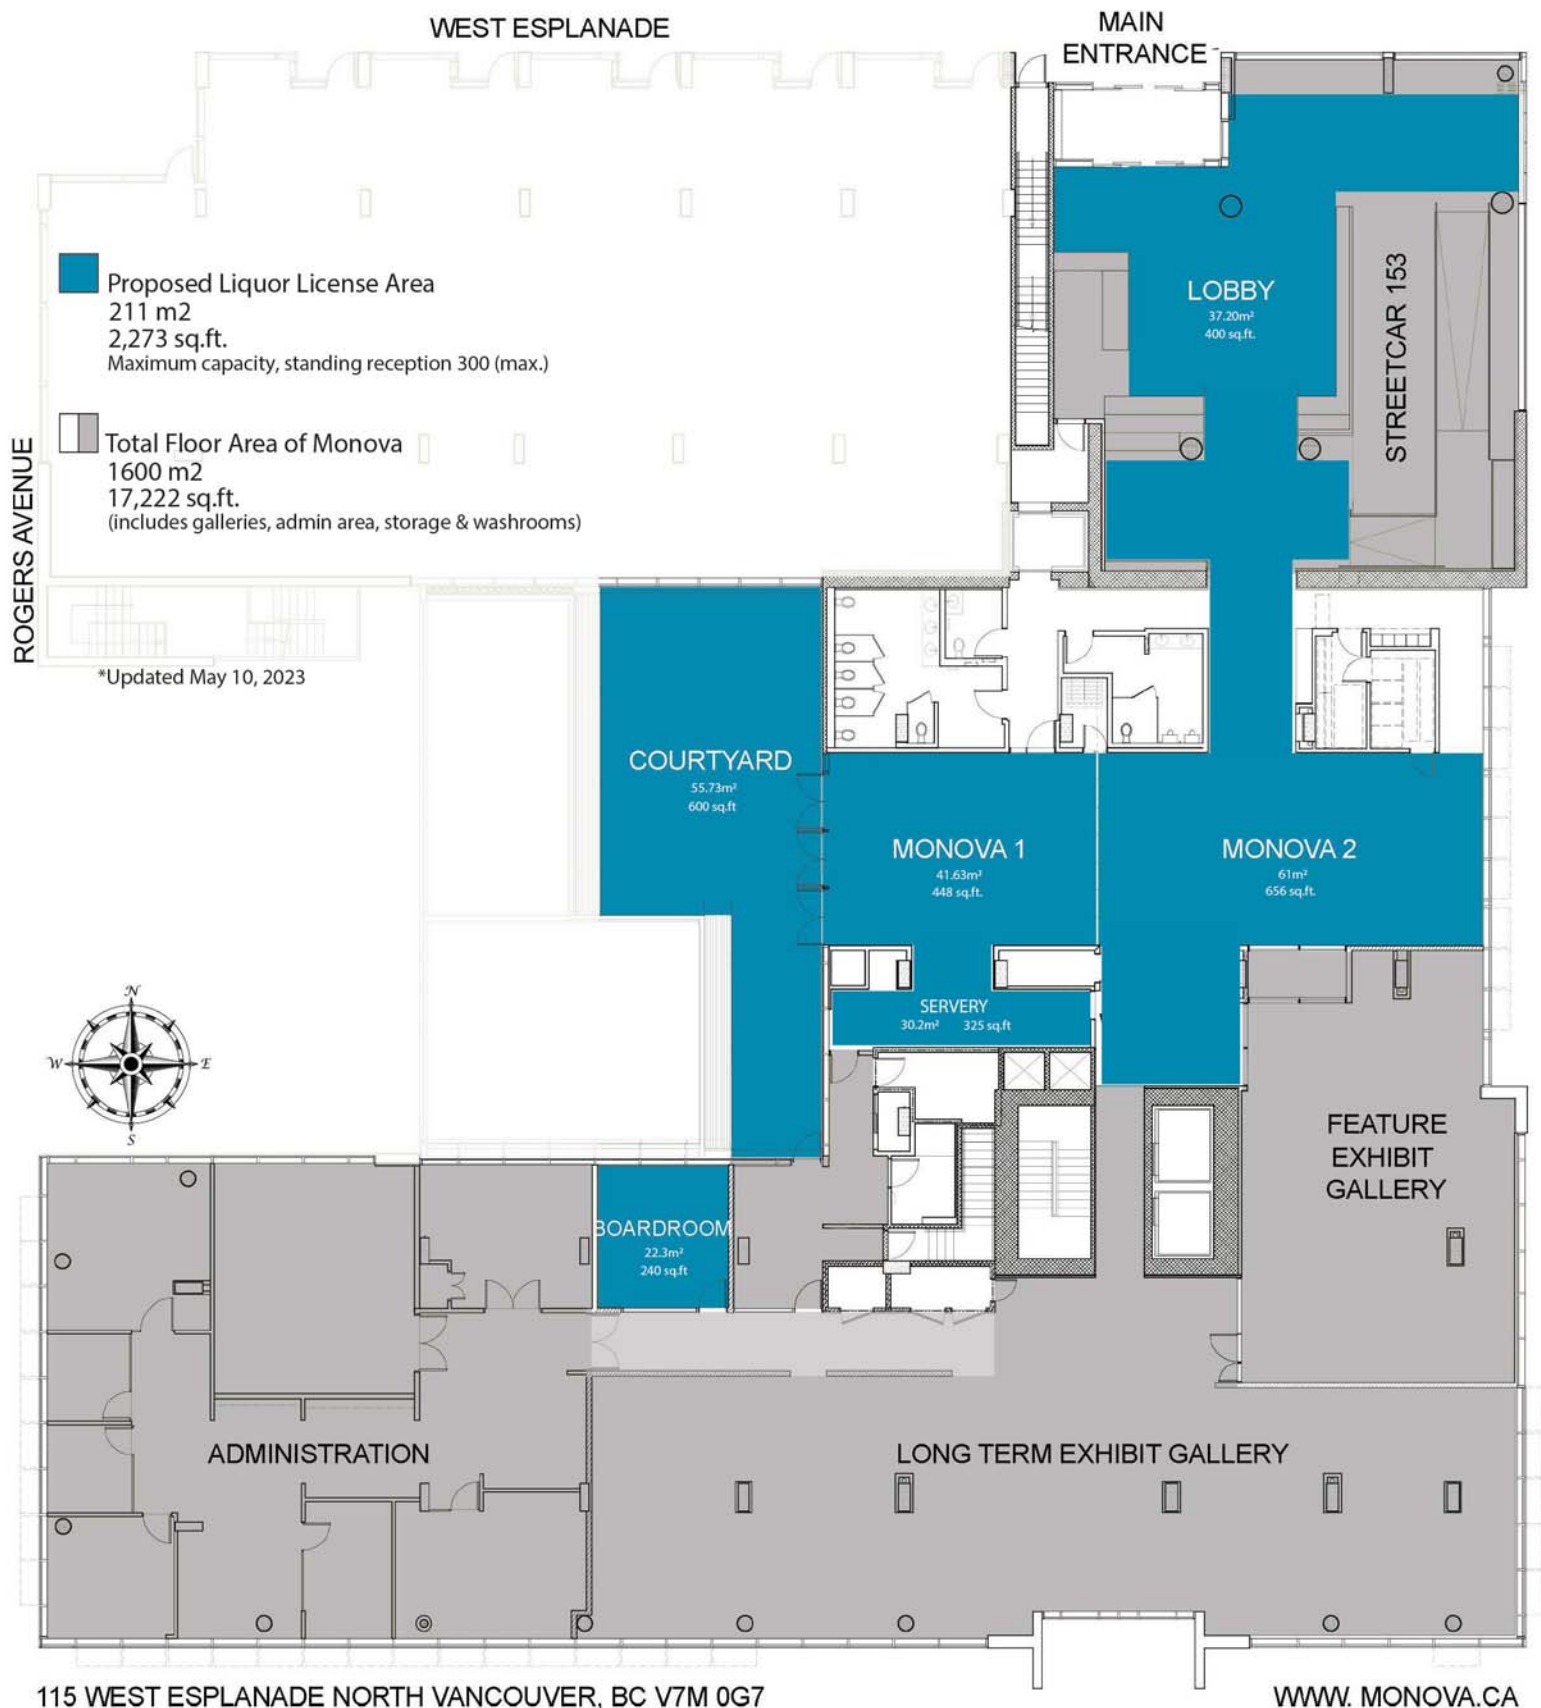 WEST ESPLANADE
MAIN
ENTRANCE
Proposed Liquor License Area
211 m2
2,273 sq.ft.
Maximum capacity, standing reception 300 (max.)
Total Floor Area of Monova
1600 m2
17,222 sq.ft.
(includes galleries, admin area, storage & washrooms)
ROGERS AVENUE
*Updated May 10, 2023
LOBBY
37.20m²
400 sq.ft.
STREETCAR 153
COURTYARD
55.73m²
600 sq.ft
MONOVA 1
41.63m²
448 sq.ft.
MONOVA 2
61m²
656 sq.ft.
SERVERY
30.2m² 325 sq.ft
N
W E
S
FEATURE
EXHIBIT
GALLERY
BOARDROOM
22.3m²
240 sq.ft
ADMINISTRATION
LONG TERM EXHIBIT GALLERY
115 WEST ESPLANADE NORTH VANCOUVER, BC V7M 0G7
WWW. MONOVA.CA